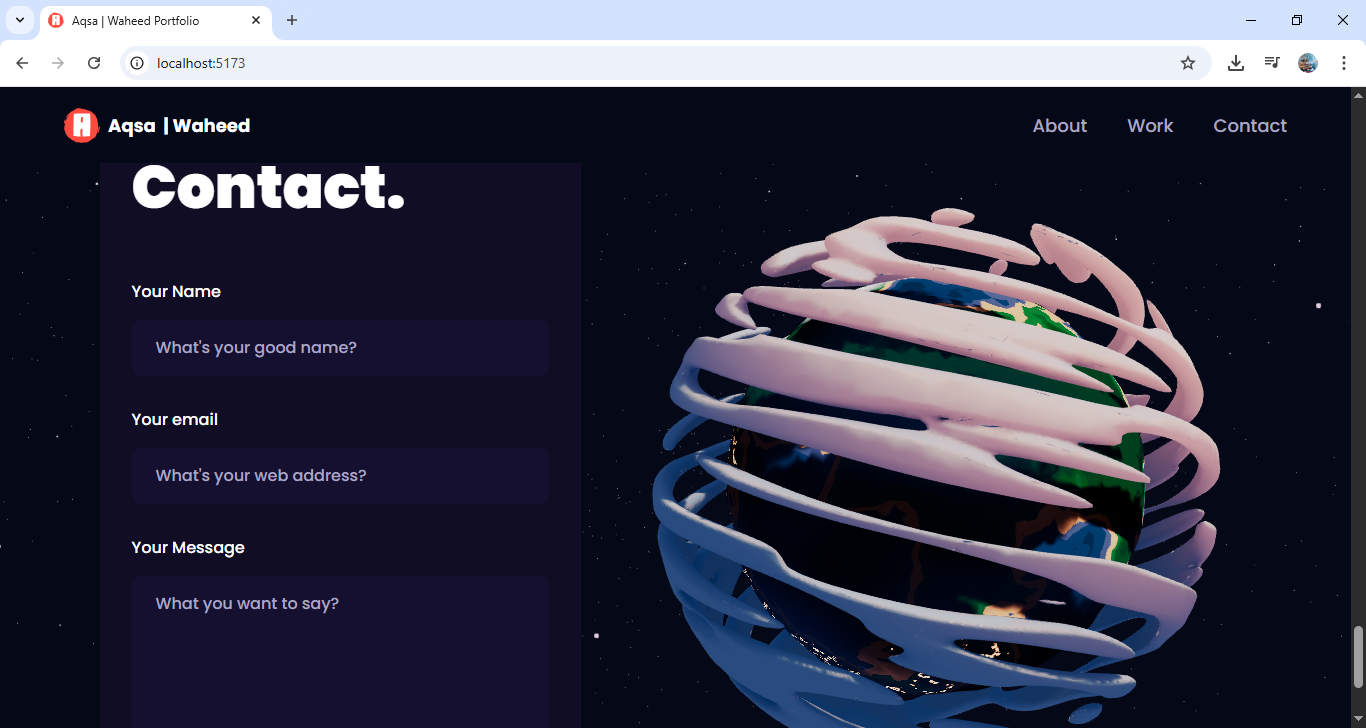 Aqsa | Waheed Portfolio
localhost:5173
A Aqsa | Waheed
About Work Contact
Contact.
Your Name
What's your good name?
Your email
What's your web address?
Your Message
What you want to say?